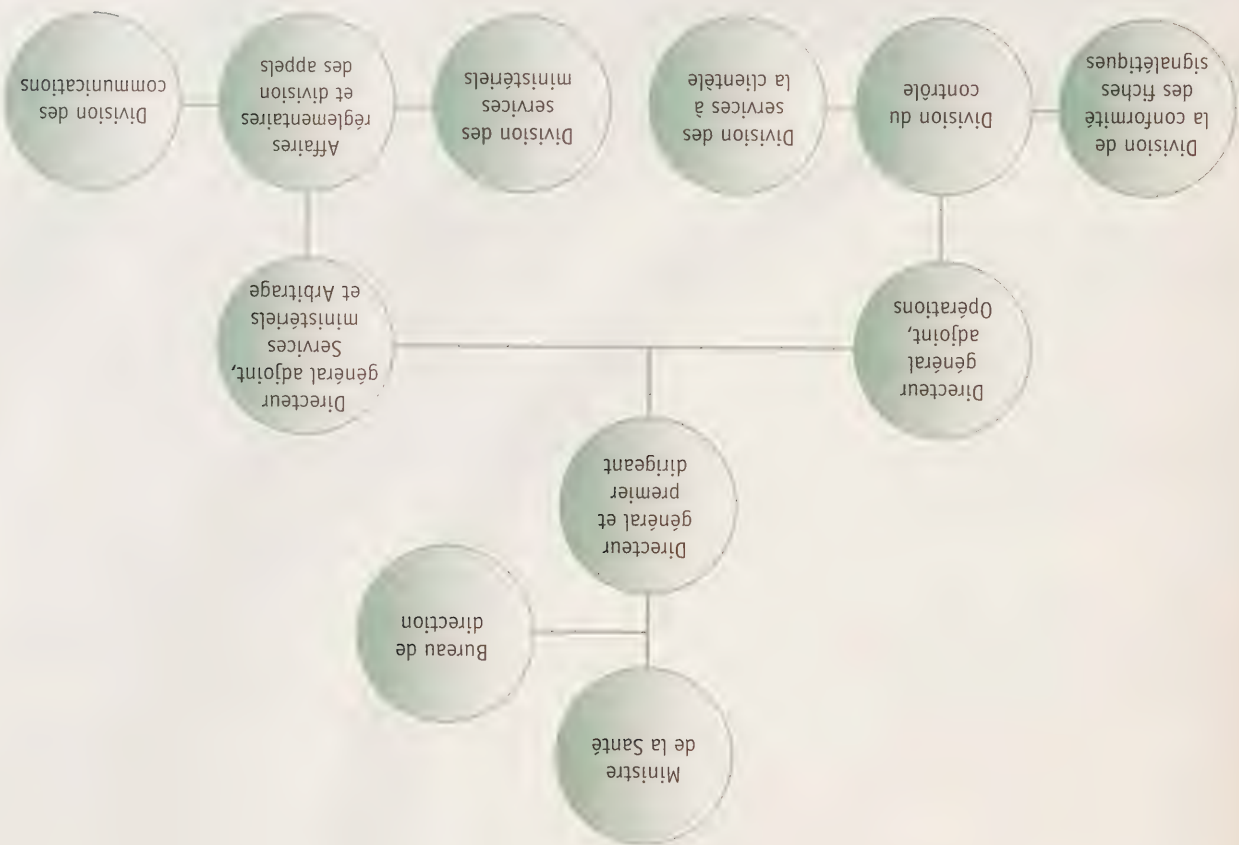 Ministre
de la Santé
Bureau de
direction
Directeur
général et
premier
dirigeant
Directeur
général
adjoint,
Opérations
Directeur
général adjoint,
Services
ministériels
et Arbitrage
Division de
la conformité
des fiches
signalétiques
Division du
contrôle
Division des
services à
la clientèle
Division des
services
ministériels
Affaires
réglementaires
et division
des appels
Division des
communications